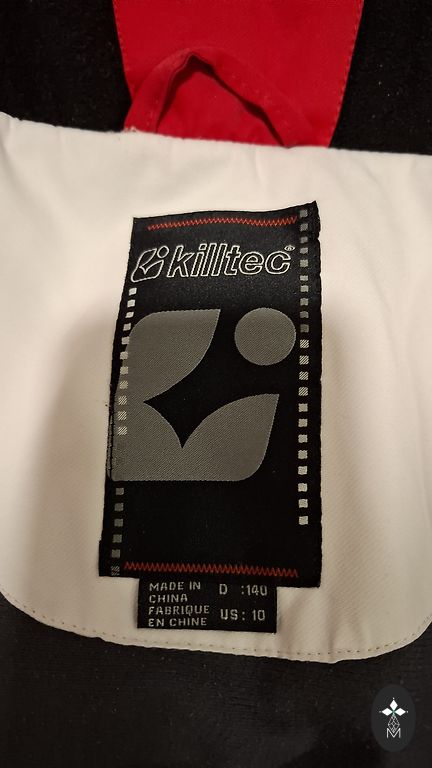 killtec®
MADE IN CHINA
FABRIQUE EN CHINE
D :140
US: 10
M